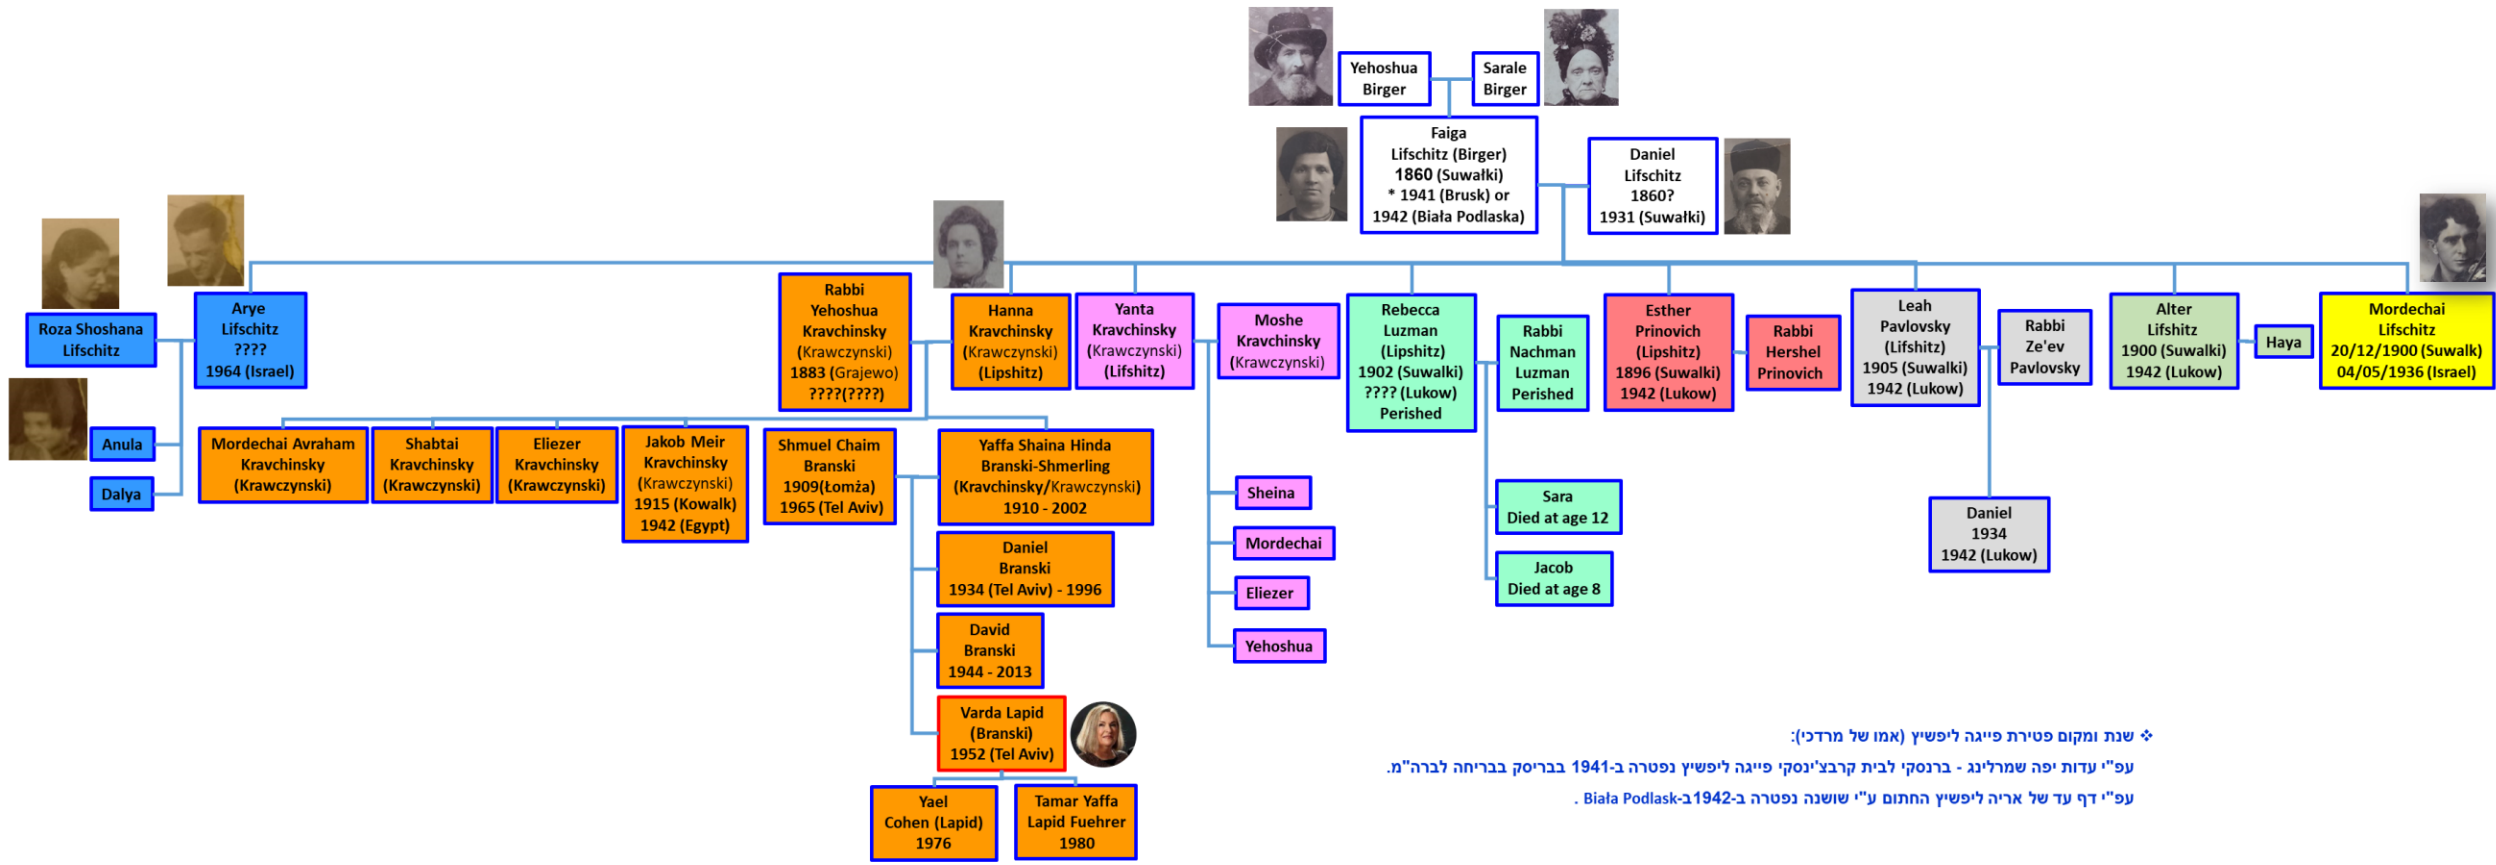 Yehoshua
Birger
Sarale
Birger
Faiga
Lifschitz (Birger)
1860 (Suwałki)
* 1941 (Brusk) or
1942 (Biała Podlaska)
Daniel
Lifschitz
1860?
1931 (Suwałki)
Roza Shoshana
Lifschitz
Arye
Lifschitz
????
1964 (Israel)
Anula
Dalya
Rabbi
Yehoshua
Kravchinsky
(Krawczynski)
1883 (Grajewo)
????(????)
Hanna
Kravchinsky
(Krawczynski)
(Lipshitz)
Yanta
Kravchinsky
(Krawczynski)
(Lifshitz)
Moshe
Kravchinsky
(Krawczynski)
Rebecca
Luzman
(Lipshitz)
1902 (Suwalki)
???? (Lukow)
Perished
Rabbi
Nachman
Luzman
Perished
Esther
Prinovich
(Lipshitz)
1896 (Suwalki)
1942 (Lukow)
Rabbi
Hershel
Prinovich
Leah
Pavlovsky
(Lifshitz)
1905 (Suwalki)
1942 (Lukow)
Rabbi
Ze'ev
Pavlovsky
Alter
Lifshitz
1900 (Suwalki)
1942 (Lukow)
Haya
Mordechai
Lifschitz
20/12/1900 (Suwalk)
04/05/1936 (Israel)
Mordechai Avraham
Kravchinsky
(Krawczynski)
Shabtai
Kravchinsky
(Krawczynski)
Eliezer
Kravchinsky
(Krawczynski)
Jakob Meir
Kravchinsky
(Krawczynski)
1915 (Kowalk)
1942 (Egypt)
Shmuel Chaim
Branski
1909(Łomża)
1965 (Tel Aviv)
Yaffa Shaina Hinda
Branski-Shmerling
(Kravchinsky/Krawczynski)
1910 - 2002
Daniel
Branski
1934 (Tel Aviv) - 1996
David
Branski
1944 - 2013
Varda Lapid
(Branski)
1952 (Tel Aviv)
Yael
Cohen (Lapid)
1976
Tamar Yaffa
Lapid Fuehrer
1980
Sheina
Mordechai
Eliezer
Yehoshua
Sara
Died at age 12
Jacob
Died at age 8
Daniel
1934
1942 (Lukow)
❖ שנת ומקום פטירת פייגה ליפשיץ (אמו של מרדכי):
עפ"י עדות יפה שמרלינג - ברנסקי לבית קרבצ'ינסקי פייגה ליפשיץ נפטרה ב-1941 בבריסק בבריחה לברה"מ.
עפ"י דף עד של אריה ליפשיץ החתום ע"י שושנה נפטרה ב-1942ב-Biała Podlask .